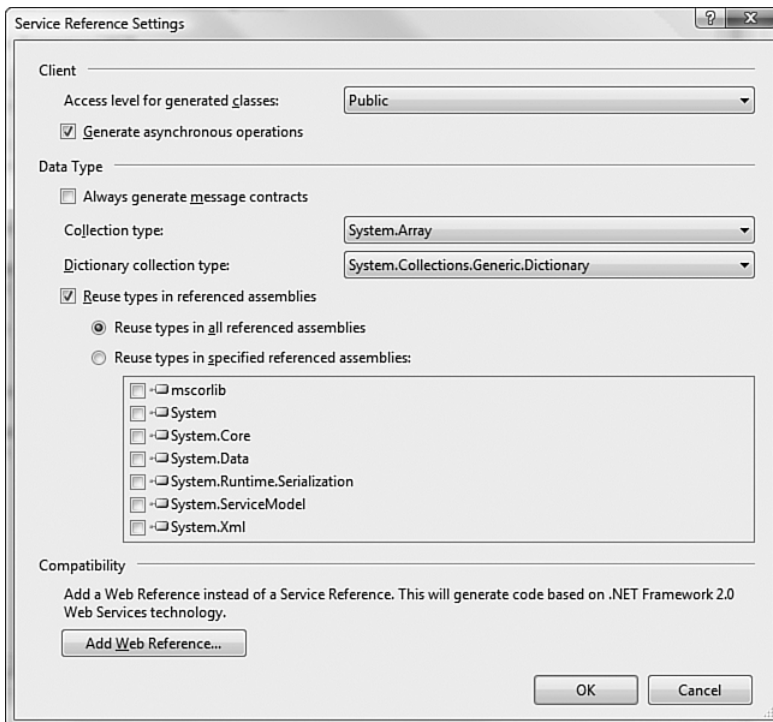 Service Reference Settings
?
Client
Access level for generated classes: Public
Generate asynchronous operations
Data Type
Always generate message contracts
Collection type: System.Array
Dictionary collection type: System.Collections.Generic.Dictionary
Reuse types in referenced assemblies
Reuse types in all referenced assemblies
Reuse types in specified referenced assemblies:
mscorlib
System
System.Core
System.Data
System.Runtime.Serialization
System.ServiceModel
System.Xml
Compatibility
Add a Web Reference instead of a Service Reference. This will generate code based on .NET Framework 2.0
Web Services technology.
Add Web Reference...
OK Cancel